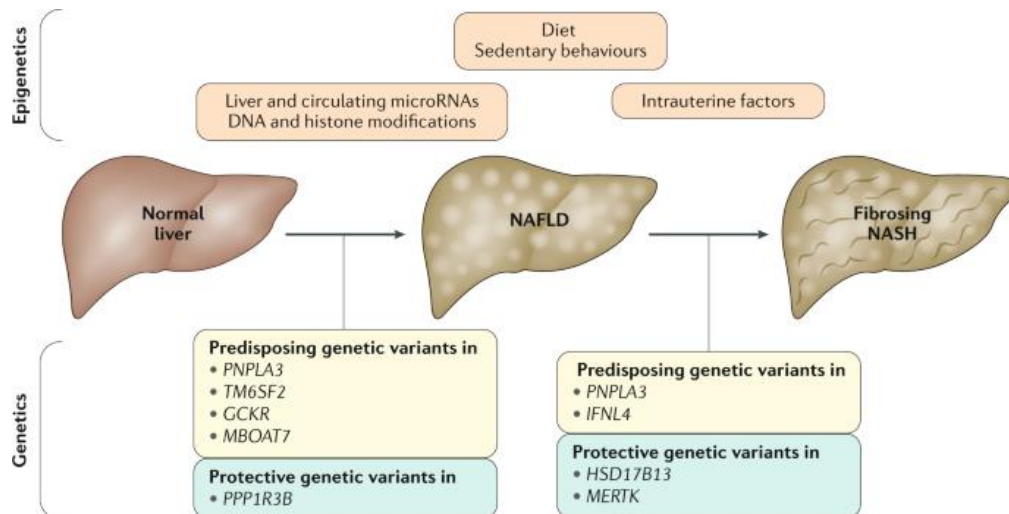 Epigenetics
Diet
Sedentary behaviours
Liver and circulating microRNAs
DNA and histone modifications
Intrauterine factors
Normal
liver
NAFLD
Fibrosing
NASH
Genetics
Predisposing genetic variants in
• PNPLA3
• TM6SF2
• GCKR
• MBOAT7
Protective genetic variants in
• PPP1R3B
Predisposing genetic variants in
• PNPLA3
• IFNL4
Protective genetic variants in
• HSD17B13
• MERTK